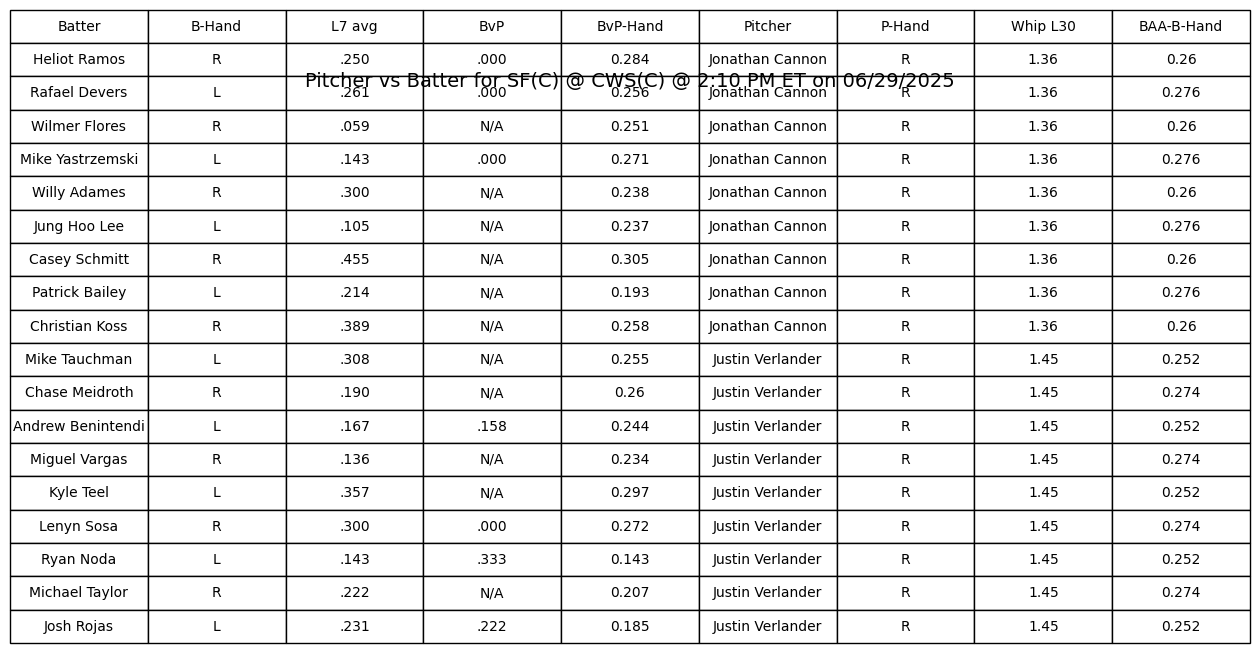 Batter B-Hand L7 avg BvP BvP-Hand Pitcher P-Hand Whip L30 BAA-B-Hand
Heliot Ramos R .250 .000 0.284 Jonathan Cannon R 1.36 0.26
Pitcher vs Batter for SF(C) @ CWS(C) @ 2:10 PM ET on 06/29/2025
Rafael Devers L .261 .000 0.256 Jonathan Cannon R 1.36 0.276
Wilmer Flores R .059 N/A 0.251 Jonathan Cannon R 1.36 0.26
Mike Yastrzemski L .143 .000 0.271 Jonathan Cannon R 1.36 0.276
Willy Adames R .300 N/A 0.238 Jonathan Cannon R 1.36 0.26
Jung Hoo Lee L .105 N/A 0.237 Jonathan Cannon R 1.36 0.276
Casey Schmitt R .455 N/A 0.305 Jonathan Cannon R 1.36 0.26
Patrick Bailey L .214 N/A 0.193 Jonathan Cannon R 1.36 0.276
Christian Koss R .389 N/A 0.258 Jonathan Cannon R 1.36 0.26
Mike Tauchman L .308 N/A 0.255 Justin Verlander R 1.45 0.252
Chase Meidroth R .190 N/A 0.26 Justin Verlander R 1.45 0.274
Andrew Benintendi L .167 .158 0.244 Justin Verlander R 1.45 0.252
Miguel Vargas R .136 N/A 0.234 Justin Verlander R 1.45 0.274
Kyle Teel L .357 N/A 0.297 Justin Verlander R 1.45 0.252
Lenyn Sosa R .300 .000 0.272 Justin Verlander R 1.45 0.274
Ryan Noda L .143 .333 0.143 Justin Verlander R 1.45 0.252
Michael Taylor R .222 N/A 0.207 Justin Verlander R 1.45 0.274
Josh Rojas L .231 .222 0.185 Justin Verlander R 1.45 0.252